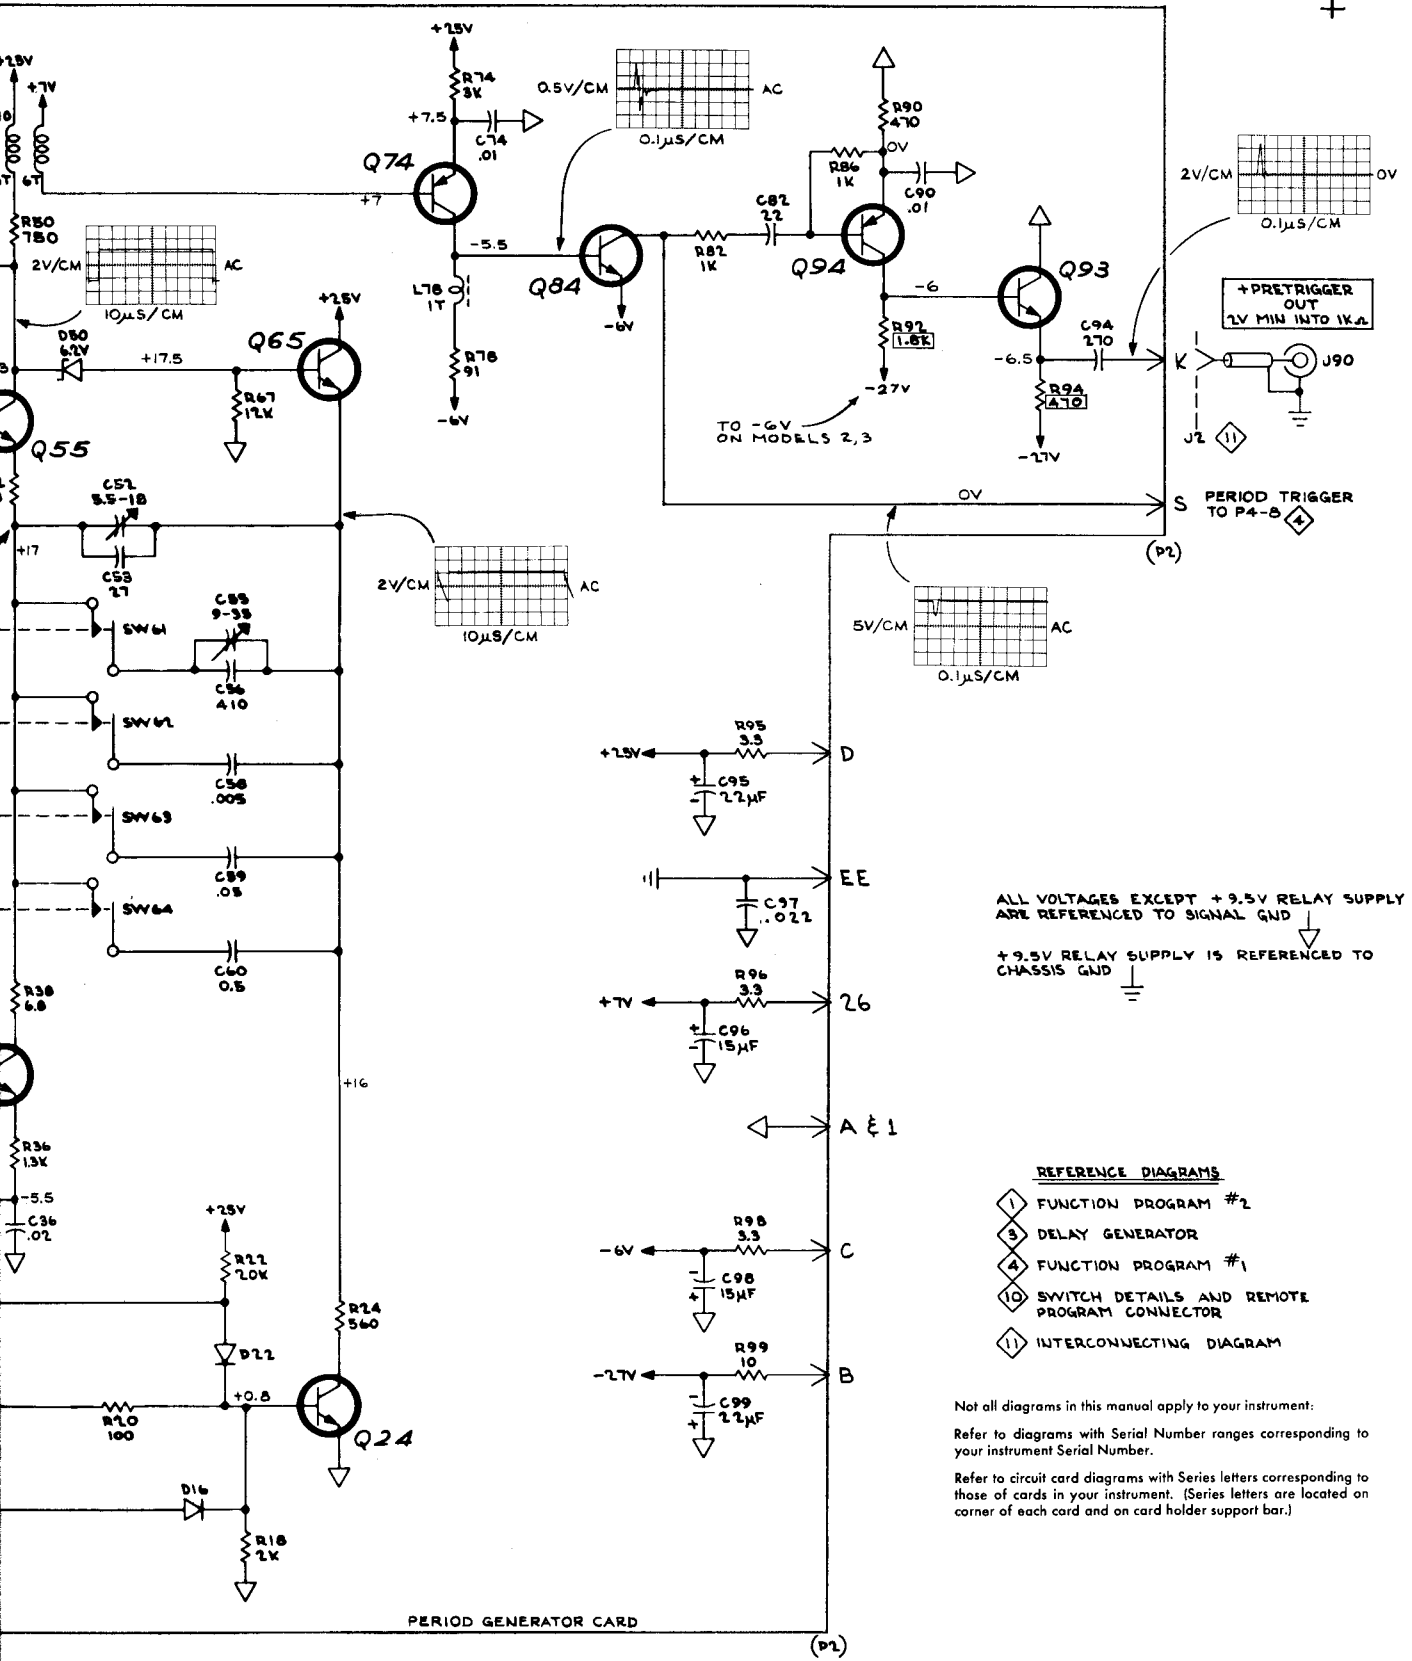 +25V
+7V
6T
R50
750
2V/CM
AC
10µS/CM
D50
6.2V
+17.5
Q55
+17
+25V
R74
3K
+7.5
C74
.01
Q74
+7
-5.5
L78
1T
R78
91
-6V
0.5V/CM
AC
0.1µS/CM
Q84
-6V
R82
1K
C82
22
R86
1K
R90
470
0V
C90
.01
Q94
-6
R92
1.8K
-27V
TO -6V
ON MODELS 2,3
Q93
-6.5
C94
270
R94
470
-27V
2V/CM
0V
0.1µS/CM
+PRETRIGGER
OUT
2V MIN INTO 1KΩ
K
J90
J2
11
0V
S
PERIOD TRIGGER
TO P4-8
4
(P2)
5V/CM
AC
0.1µS/CM
+25V
Q65
R67
12K
C52
5.5-18
C53
27
2V/CM
AC
10µS/CM
SW61
C55
9-35
C56
410
SW62
C58
.005
SW63
C59
.05
SW64
C60
0.5
R38
6.8
+16
R36
1.3K
-5.5
C36
.02
+25V
R22
20K
D22
R24
560
+0.8
R20
100
Q24
D16
R18
2K
+25V
R95
3.3
D
C95
22µF
EE
C97
.022
+7V
R96
3.3
26
C96
15µF
A & 1
-6V
R98
3.3
C
C98
15µF
-27V
R99
10
B
C99
22µF
ALL VOLTAGES EXCEPT +9.5V RELAY SUPPLY
ARE REFERENCED TO SIGNAL GND
+9.5V RELAY SUPPLY IS REFERENCED TO
CHASSIS GND
REFERENCE DIAGRAMS
1 FUNCTION PROGRAM #2
3 DELAY GENERATOR
4 FUNCTION PROGRAM #1
10 SWITCH DETAILS AND REMOTE
PROGRAM CONNECTOR
11 INTERCONNECTING DIAGRAM
Not all diagrams in this manual apply to your instrument:
Refer to diagrams with Serial Number ranges corresponding to
your instrument Serial Number.
Refer to circuit card diagrams with Series letters corresponding to
those of cards in your instrument. (Series letters are located on
corner of each card and on card holder support bar.)
PERIOD GENERATOR CARD
(P2)